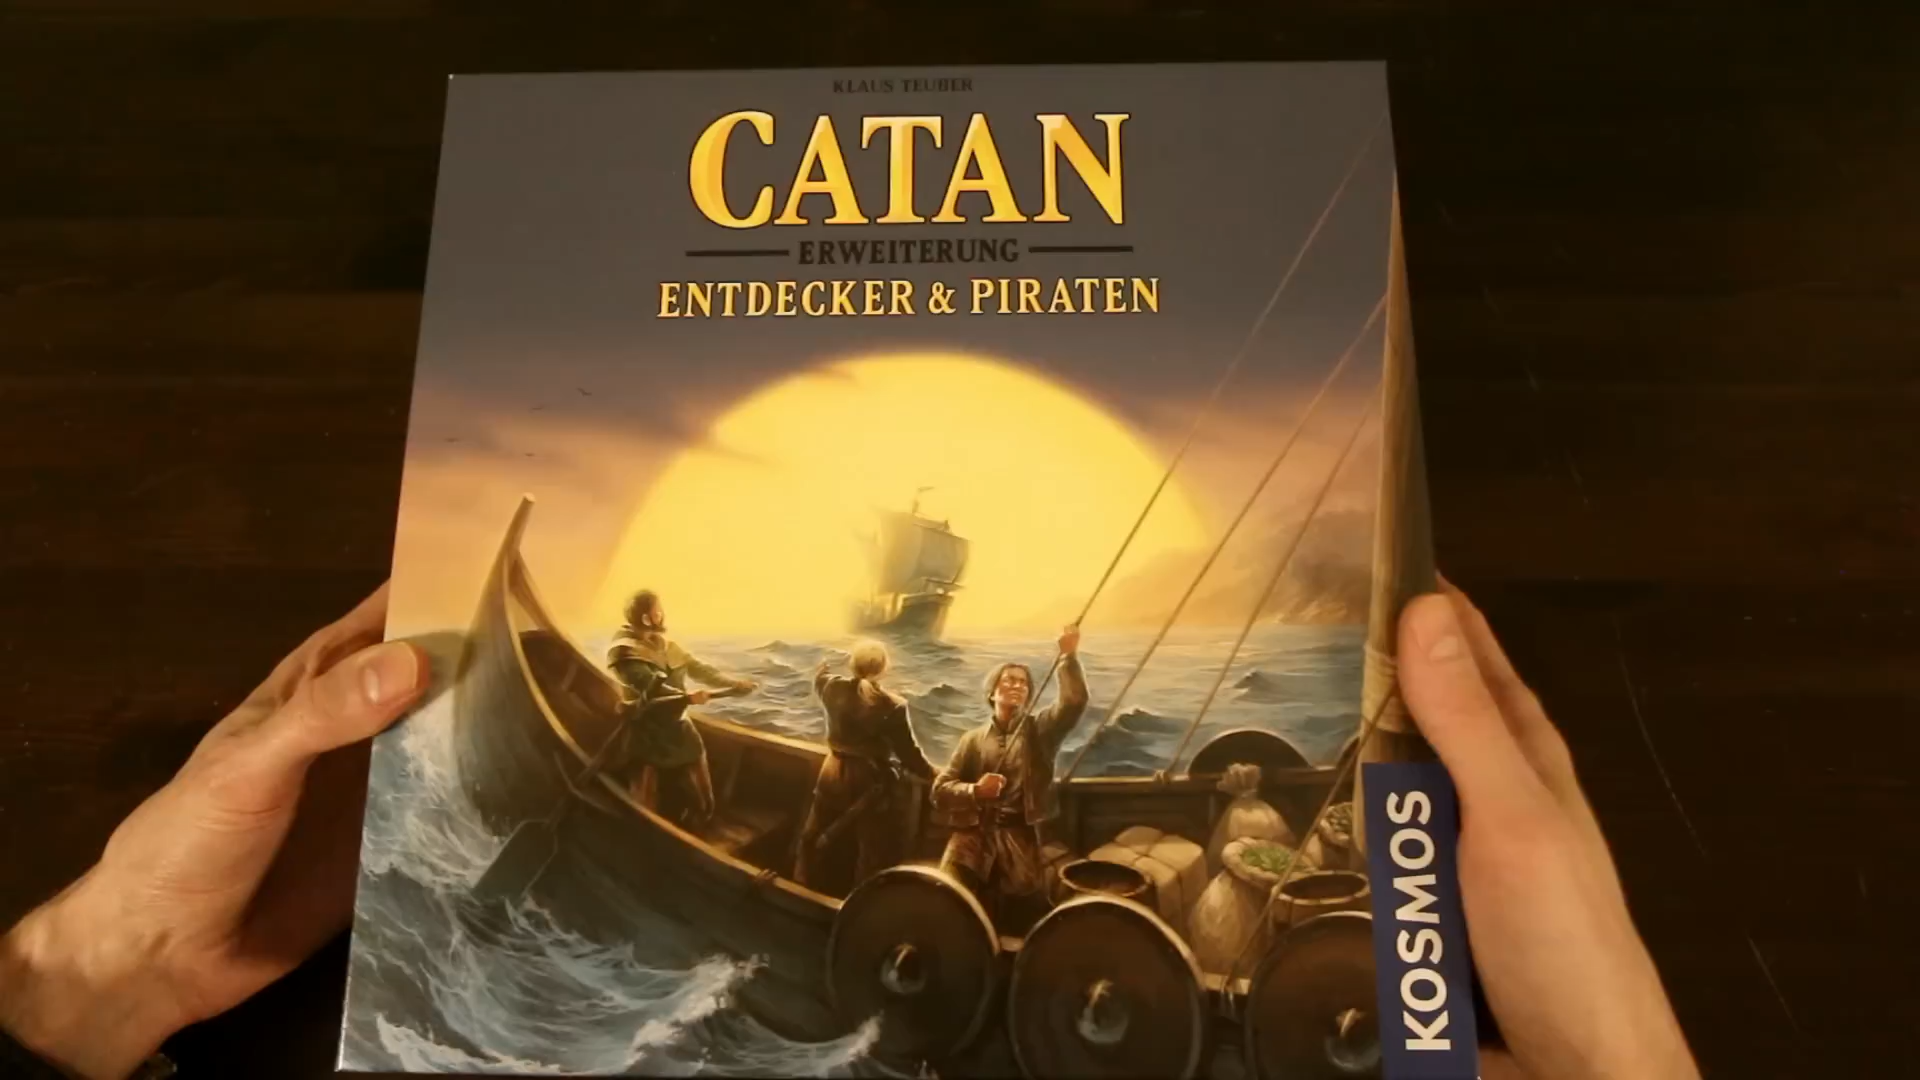 KLAUS TEUBER
CATAN
ERWEITERUNG
ENTDECKER & PIRATEN
KOSMOS